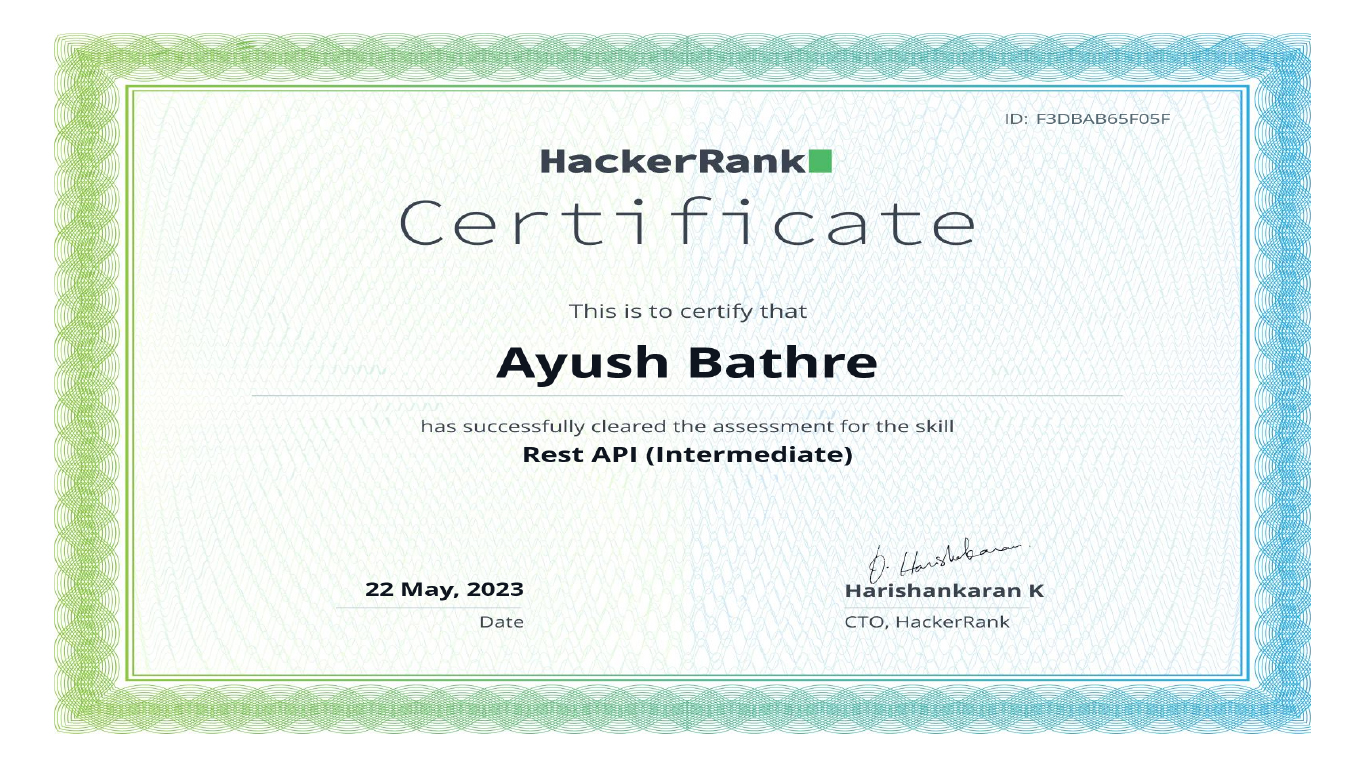 ID: F3DBAB65F05F
HackerRank
Certificate
This is to certify that
Ayush Bathre
has successfully cleared the assessment for the skill
Rest API (Intermediate)
22 May, 2023
Date
D. Harishankaran
Harishankaran K
CTO, HackerRank